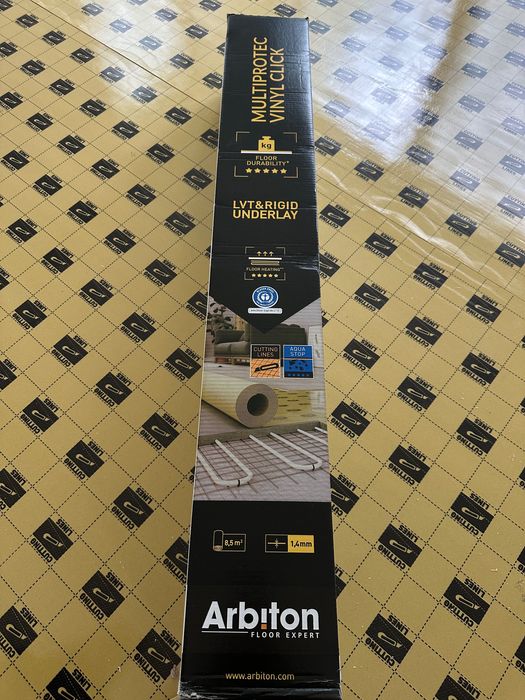 MULTIPROTEC
VINYL CLICK
kg
FLOOR
DURABILITY*
LVT&RIGID
UNDERLAY
FLOOR HEATING**
CUTTING
LINES
AQUA
STOP
8,5 m²
1,4mm
Arbiton
FLOOR EXPERT
www.arbiton.com
CUTTING
LINES